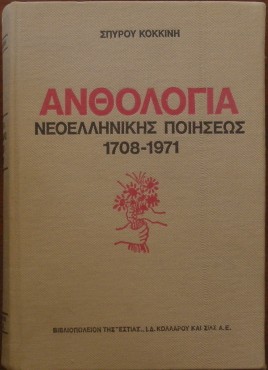 ΣΠΥΡΟΥ ΚΟΚΚΙΝΗ
ΑΝΘΟΛΟΓΙΑ
ΝΕΟΕΛΛΗΝΙΚΗΣ ΠΟΙΗΣΕΩΣ
1708-1971
ΒΙΒΛΙΟΠΩΛΕΙΟΝ ΤΗΣ "ΕΣΤΙΑΣ„ Ι.Δ. ΚΟΛΛΑΡΟΥ ΚΑΙ ΣΙΑΣ Α.Ε.